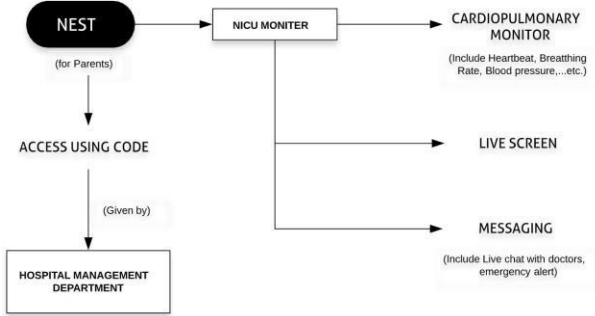 NEST
(for Parents)
ACCESS USING CODE
(Given by)
HOSPITAL MANAGEMENT
DEPARTMENT
NICU MONITER
CARDIOPULMONARY
MONITOR
(Include Heartbeat, Breatthing
Rate, Blood pressure,...etc.)
LIVE SCREEN
MESSAGING
(Include Live chat with doctors,
emergency alert)